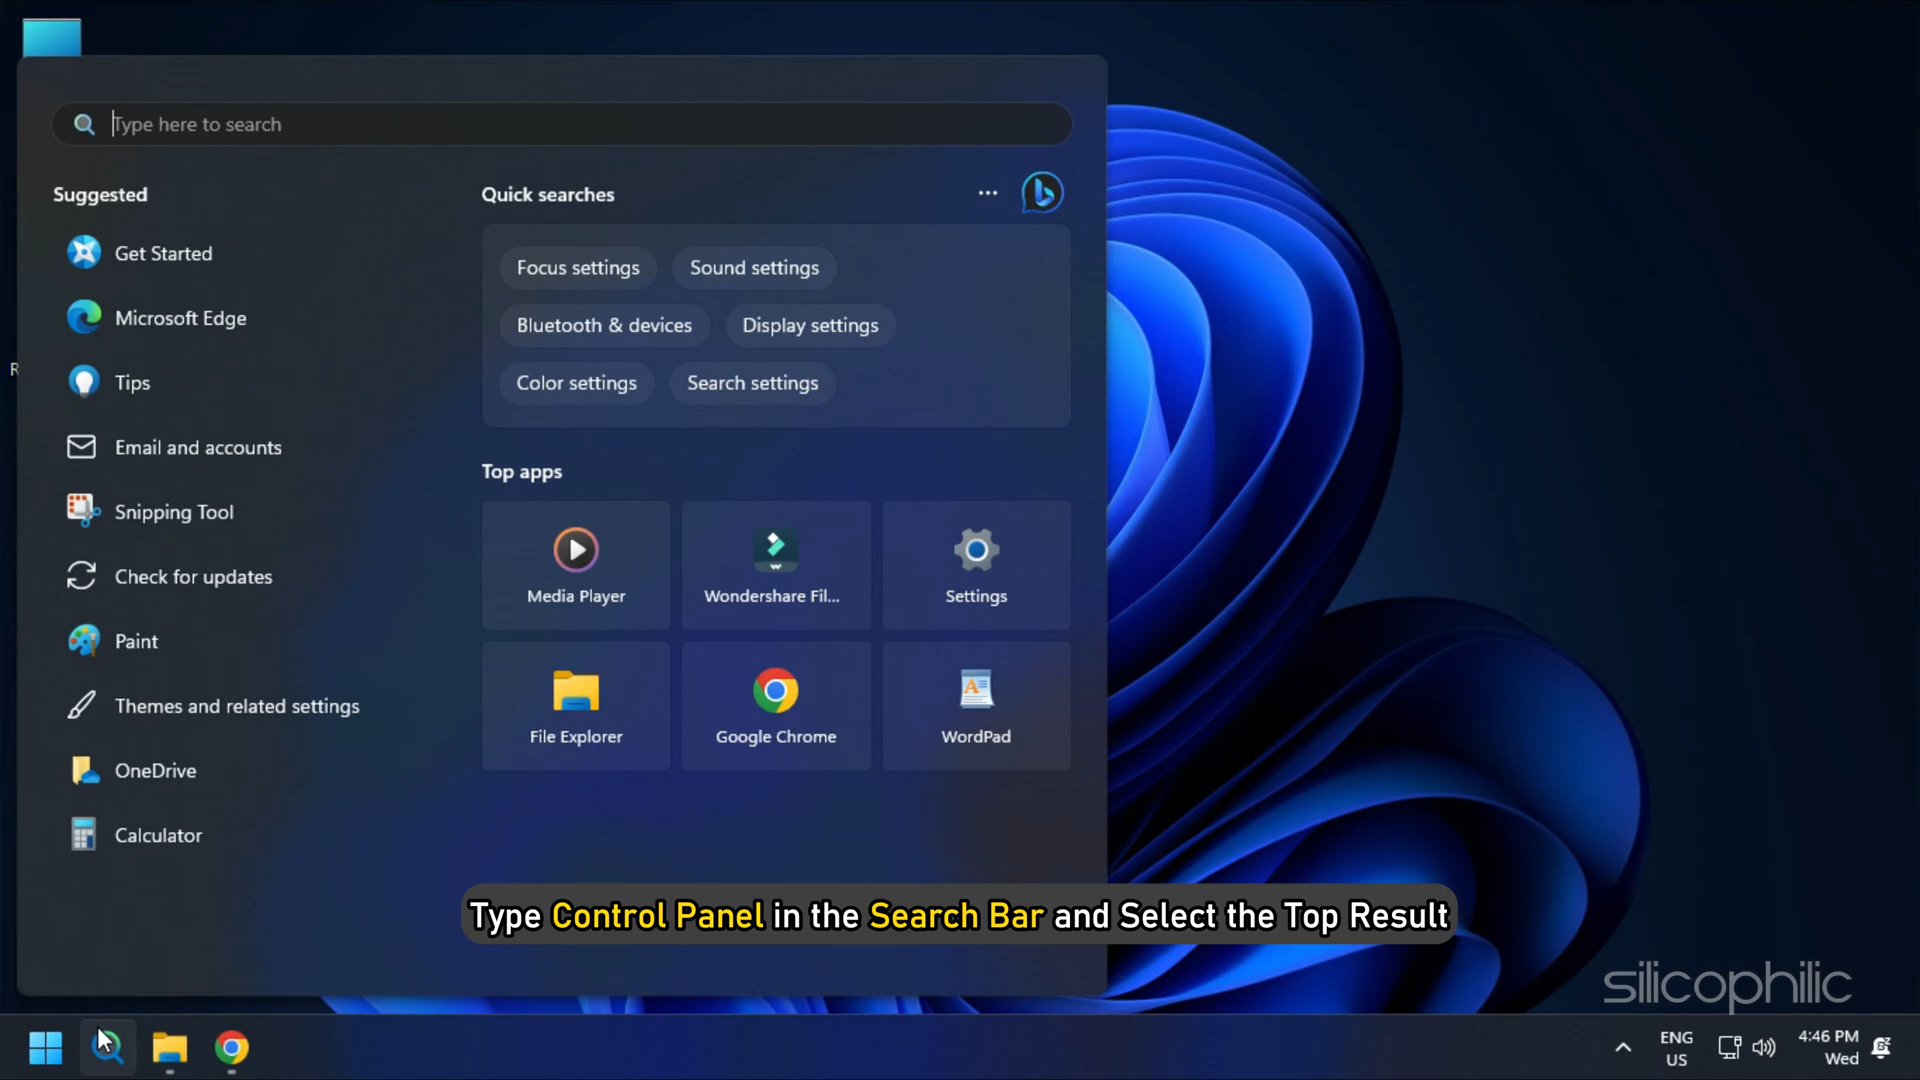 Type here to search
Suggested
Quick searches
...
Get Started
Focus settings
Sound settings
Microsoft Edge
Bluetooth & devices
Display settings
R
Tips
Color settings
Search settings
Email and accounts
Top apps
Snipping Tool
Media Player
Wondershare Fil...
Settings
Check for updates
Paint
Themes and related settings
File Explorer
Google Chrome
WordPad
OneDrive
Calculator
Type Control Panel in the Search Bar and Select the Top Result
silicophilic
ENG
US
4:46 PM
Wed